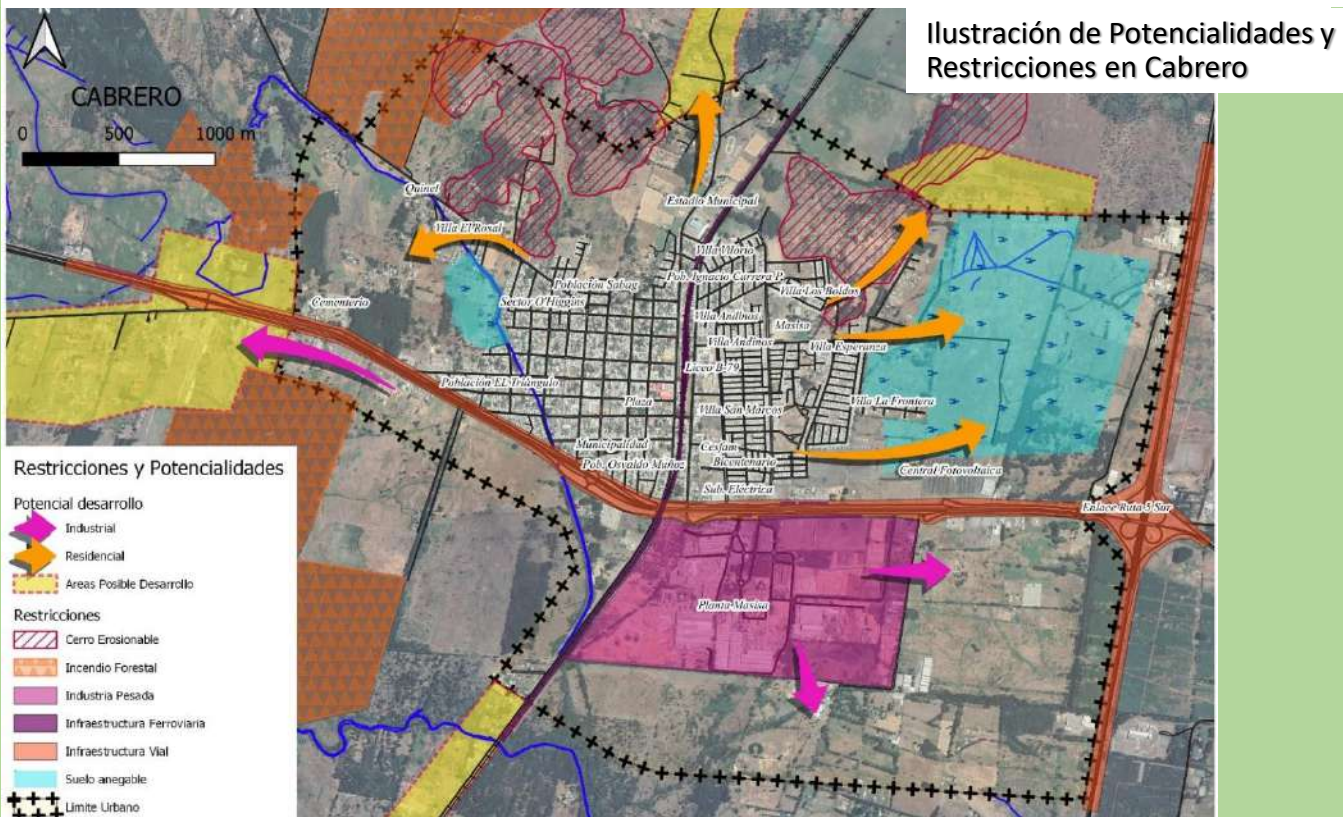 Ilustración de Potencialidades y
Restricciones en Cabrero
CABRERO
0 500 1000 m
Quinel
Estadio Municipal
Villa El Rosal
Villa Vilorio
Población Sabag
Pob. Ignacio Carrera P.
Cementerio
Sector O'Higgins
Villa Los Boldos
Villa Andinos
Masisa
Villa Andinos
Villa Esperanza
Liceo B-79
Población EL Triángulo
Plaza
Villa San Marcos
Villa La Frontera
Municipalidad
Cesfam
Pob. Osvaldo Muñoz
Bicentenario
Central Fotovoltaica
Sub. Eléctrica
Enlace Ruta 5 Sur
Planta Masisa
Restricciones y Potencialidades
Potencial desarrollo
Industrial
Residencial
Areas Posible Desarrollo
Restricciones
Cerro Erosionable
Incendio Forestal
Industria Pesada
Infraestructura Ferroviaria
Infraestructura Vial
Suelo anegable
Limite Urbano